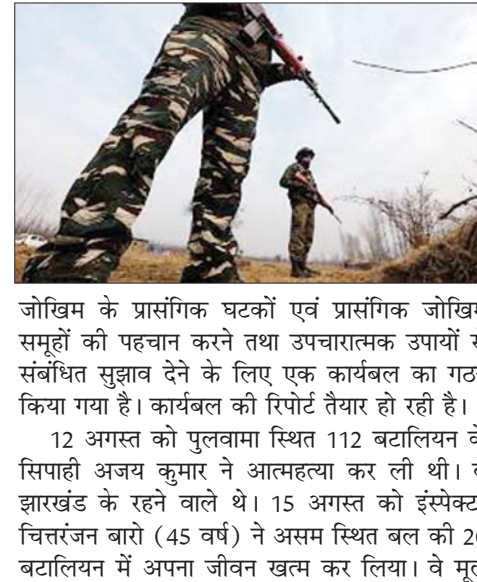 जोखिम के प्रासंगिक घटकों एवं प्रासंगिक जोखिम
समूहों की पहचान करने तथा उपचारात्मक उपायों
संबंधित सुझाव देने के लिए एक कार्यबल का
किया गया है। कार्यबल की रिपोर्ट तैयार हो रही है।
12 अगस्त को पुलवामा स्थित 112 बटालियन के
सिपाही अजय कुमार ने आत्महत्या कर ली थी।
झारखंड के रहने वाले थे। 15 अगस्त को
चित्तरंजन बारो (45 वर्ष) ने असम स्थित बल की
बटालियन में अपना जीवन खत्म कर लिया। वे मूल